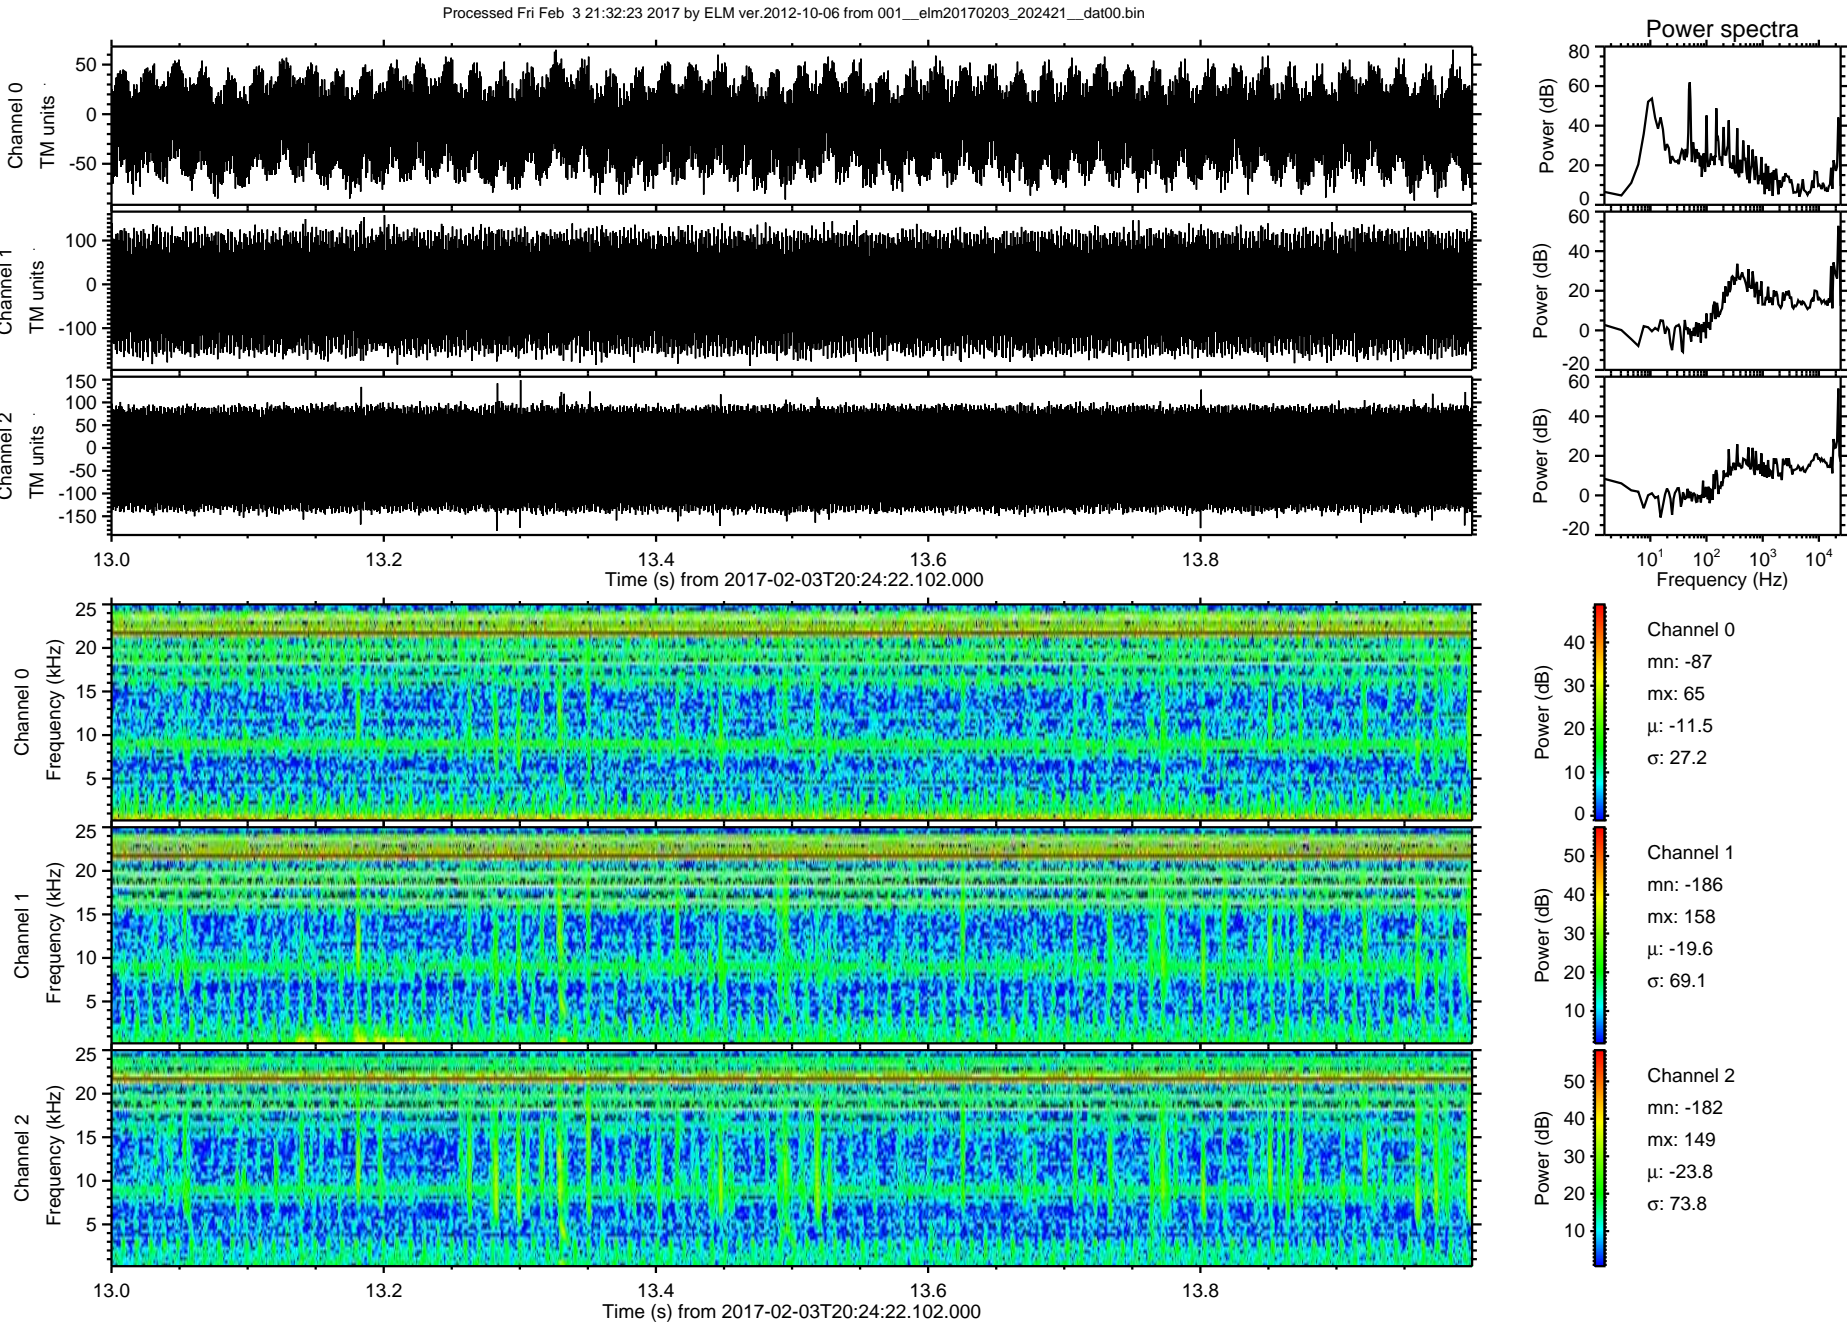 Processed Fri Feb  3 21:32:23 2017 by ELM ver.2012-10-06 from 001__elm20170203_202421__dat00.bin
Power spectra
Channel 0
TM units
50
0
-50
Power (dB)
80
60
40
20
0
Channel 1
TM units
100
0
-100
Power (dB)
60
40
20
0
-20
Channel 2
TM units
150
100
50
0
-50
-100
-150
Power (dB)
60
40
20
0
-20
13.0 13.2 13.4 13.6 13.8
Time (s) from 2017-02-03T20:24:22.102.000
10¹ 10² 10³ 10⁴
Frequency (Hz)
Channel 0
Frequency (kHz)
25
20
15
10
5
Power (dB)
40
30
20
10
0
Channel 0
mn: -87
mx: 65
μ: -11.5
σ: 27.2
Channel 1
Frequency (kHz)
25
20
15
10
5
Power (dB)
50
40
30
20
10
Channel 1
mn: -186
mx: 158
μ: -19.6
σ: 69.1
Channel 2
Frequency (kHz)
25
20
15
10
5
Power (dB)
50
40
30
20
10
Channel 2
mn: -182
mx: 149
μ: -23.8
σ: 73.8
13.0 13.2 13.4 13.6 13.8
Time (s) from 2017-02-03T20:24:22.102.000